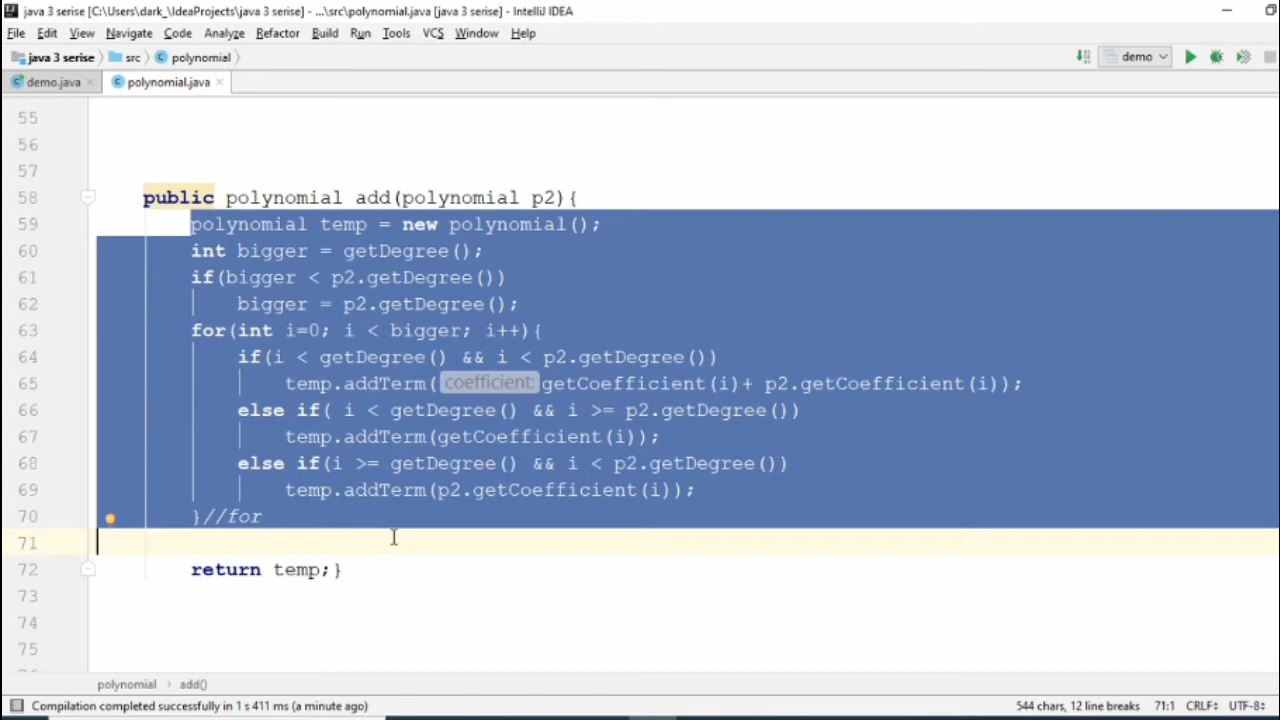 java 3 serise [C:\Users\dark_\IdeaProjects\java 3 serise] - ...\src\polynomial.java [java 3 serise] - IntelliJ IDEA
File Edit View Navigate Code Analyze Refactor Build Run Tools VCS Window Help
java 3 serise src polynomial demo
demo.java polynomial.java
55
56
57
58 public polynomial add(polynomial p2){
59 polynomial temp = new polynomial();
60 int bigger = getDegree();
61 if(bigger < p2.getDegree())
62 bigger = p2.getDegree();
63 for(int i=0; i < bigger; i++){
64 if(i < getDegree() && i < p2.getDegree())
65 temp.addTerm( coefficient: getCoefficient(i)+ p2.getCoefficient(i));
66 else if( i < getDegree() && i >= p2.getDegree())
67 temp.addTerm(getCoefficient(i));
68 else if(i >= getDegree() && i < p2.getDegree())
69 temp.addTerm(p2.getCoefficient(i));
70 }//for
71
72 return temp;}
73
74
75
polynomial add()
Compilation completed successfully in 1 s 411 ms (a minute ago) 544 chars, 12 line breaks 71:1 CRLF UTF-8